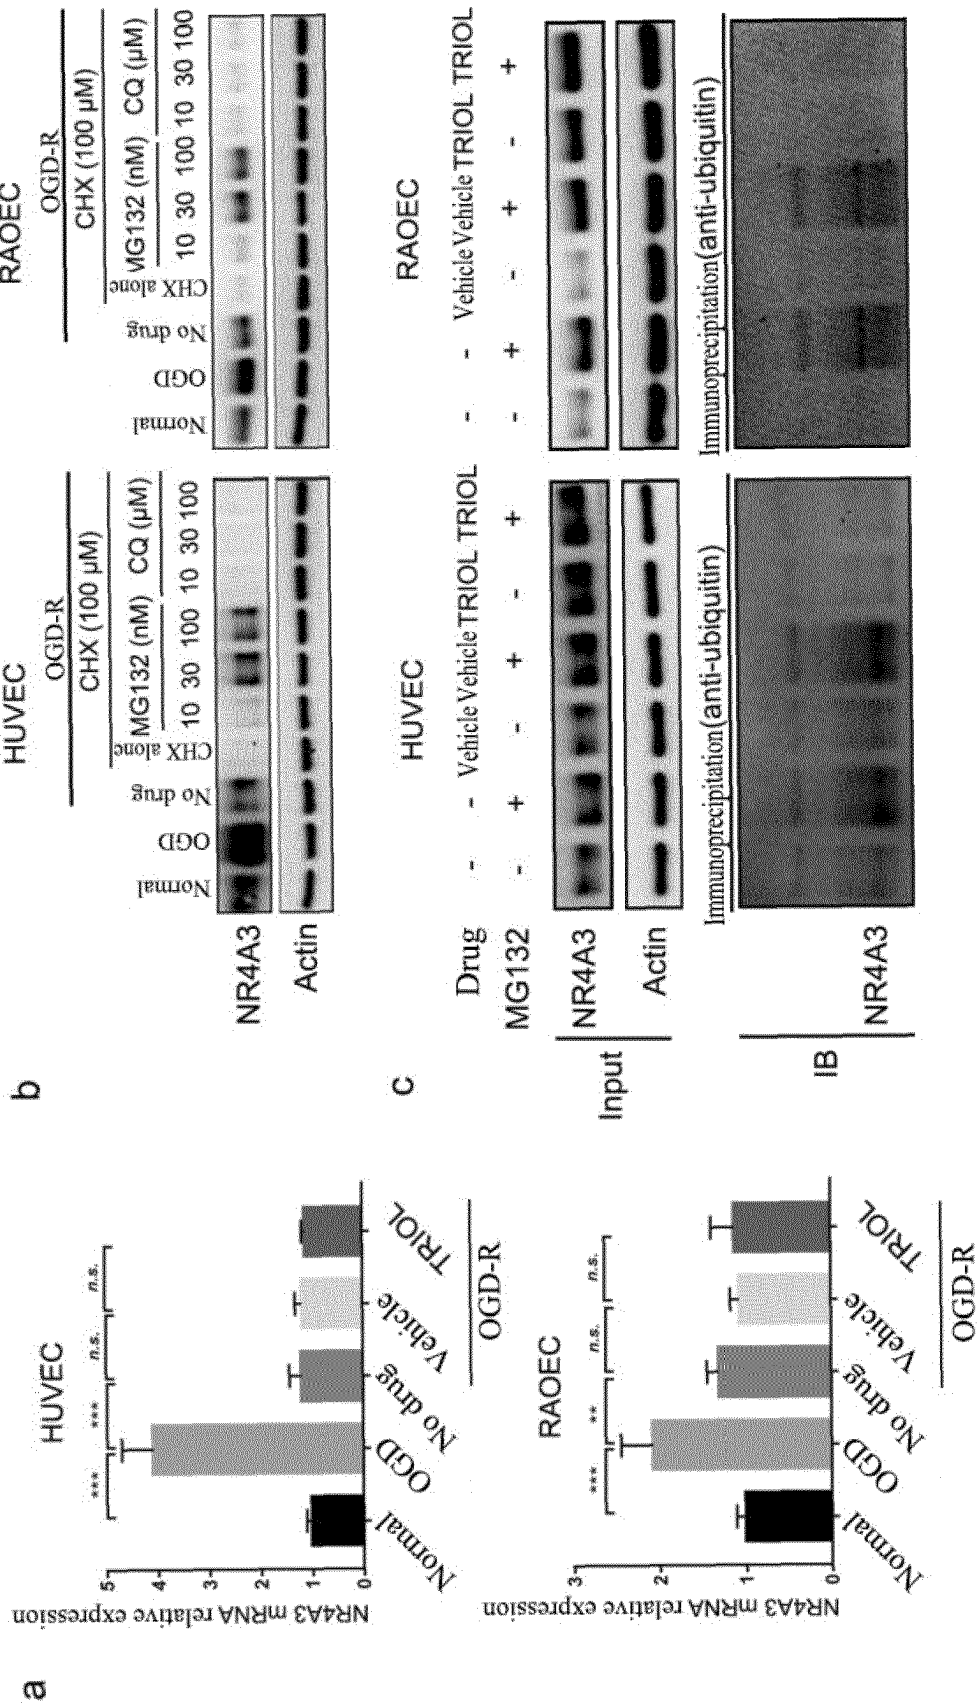 a
HUVEC
NR4A3 mRNA relative expression
5
4
3
2
1
0
*** *** n.s. n.s.
Normal OGD No drug Vehicle TRIOL
OGD-R
RAOEC
NR4A3 mRNA relative expression
3
2
1
0
*** ** n.s. n.s.
Normal OGD No drug Vehicle TRIOL
OGD-R
b
HUVEC RAOEC
OGD-R OGD-R
CHX (100 µM) CHX (100 µM)
MG132 (nM) CQ (µM) MG132 (nM) CQ (µM)
Normal OGD No drug CHX alone 10 30 100 10 30 100 Normal OGD No drug CHX alone 10 30 100 10 30 100
NR4A3
Actin
c
HUVEC RAOEC
Drug - - Vehicle Vehicle TRIOL TRIOL - - Vehicle Vehicle TRIOL TRIOL
MG132 - + - + - + - + - + - +
Input
NR4A3
Actin
Immunoprecipitation(anti-ubiquitin) Immunoprecipitation(anti-ubiquitin)
IB
NR4A3